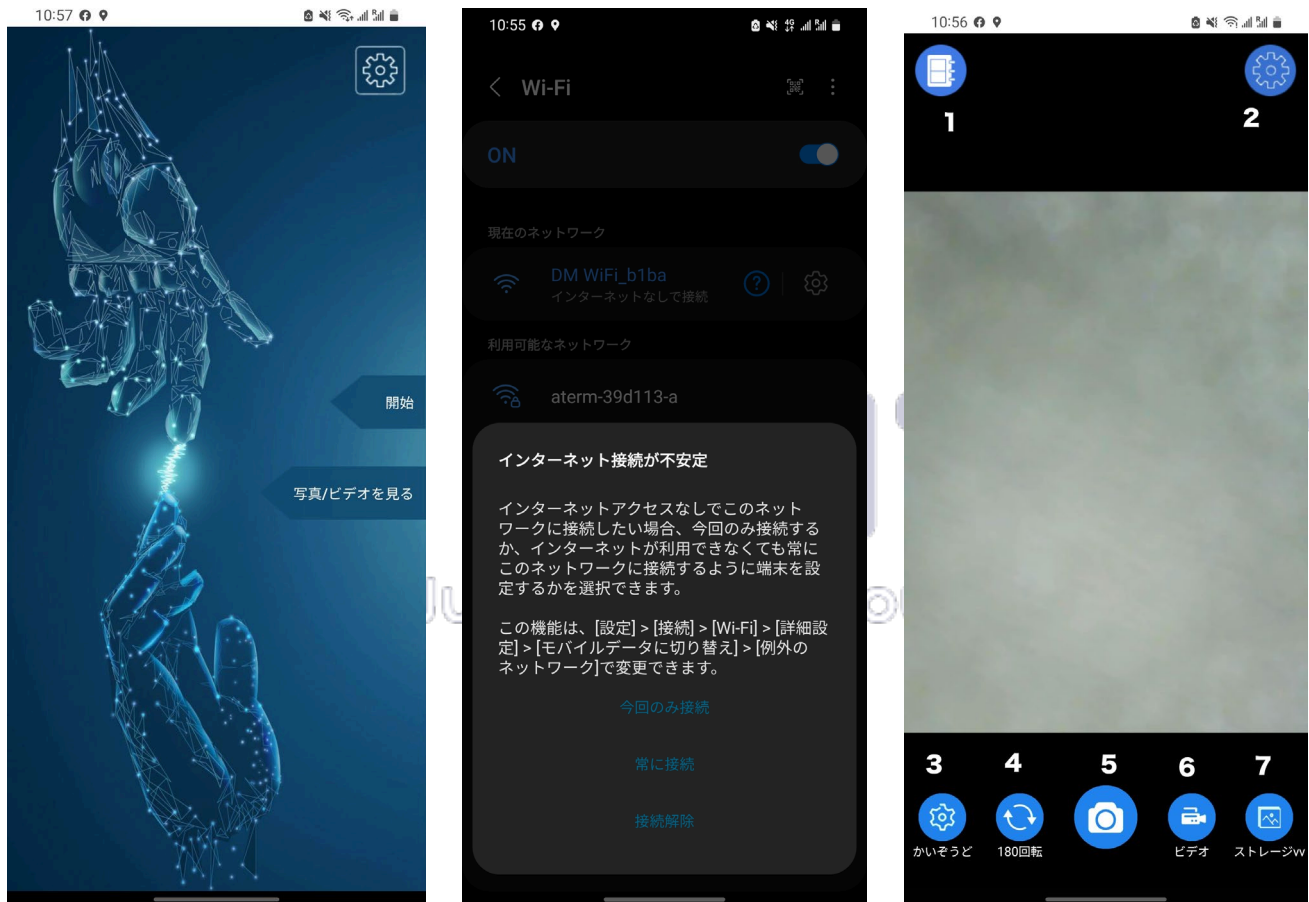 10:57
開始
写真/ビデオを見る
10:55
4G
R
Wi-Fi
ON
現在のネットワーク
DM WiFi_b1ba
インターネットなしで接続
?
利用可能なネットワーク
aterm-39d113-a
インターネット接続が不安定
インターネットアクセスなしでこのネット
ワークに接続したい場合、今回のみ接続する
か、インターネットが利用できなくても常に
このネットワークに接続するように端末を設
定するかを選択できます。
この機能は、[設定] > [接続] > [Wi-Fi] > [詳細設
定] > [モバイルデータに切り替え] > [例外の
ネットワーク]で変更できます。
今回のみ接続
常に接続
接続解除
10:56
1
2
3
4
5
6
7
かいぞうど
180回転
ビデオ
ストレージvv